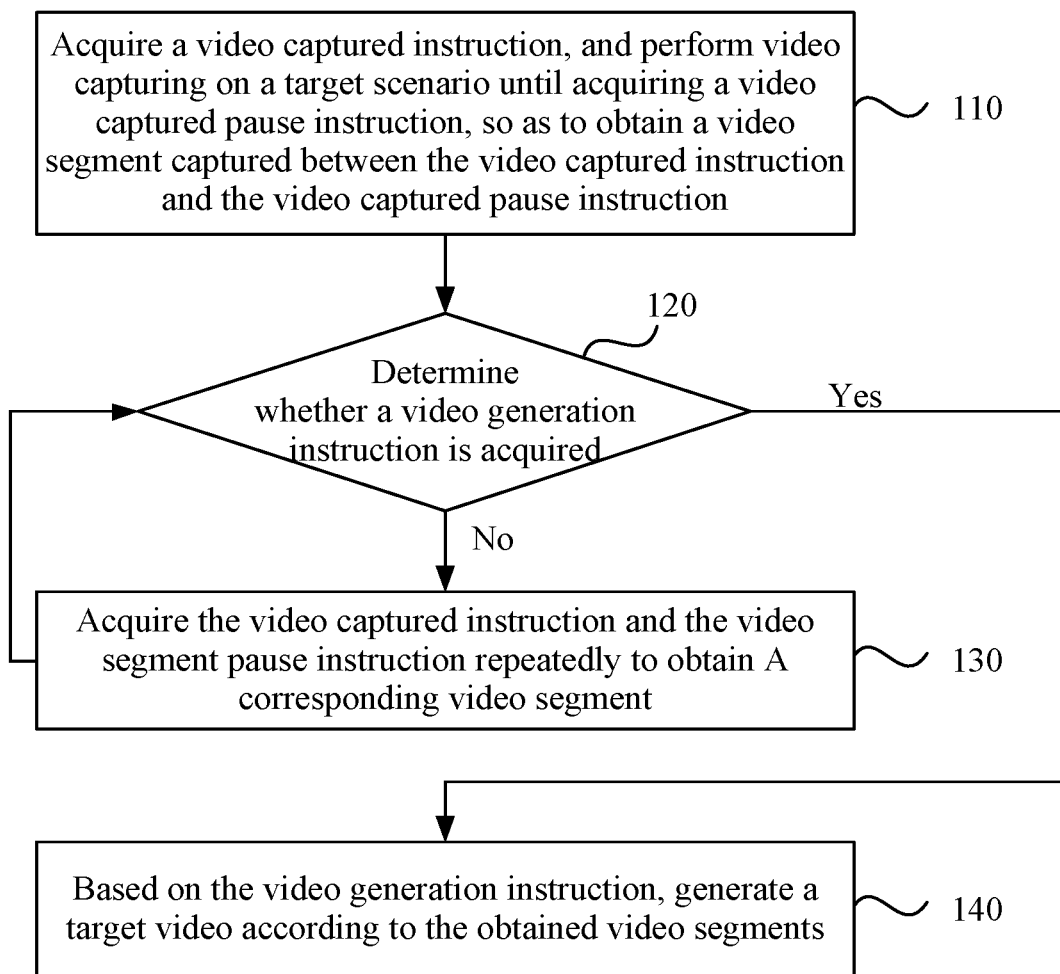 Acquire a video captured instruction, and perform video
capturing on a target scenario until acquiring a video
captured pause instruction, so as to obtain a video
segment captured between the video captured instruction
and the video captured pause instruction
110
120
Determine
whether a video generation
instruction is acquired
Yes
No
Acquire the video captured instruction and the video
segment pause instruction repeatedly to obtain A
corresponding video segment
130
Based on the video generation instruction, generate a
target video according to the obtained video segments
140